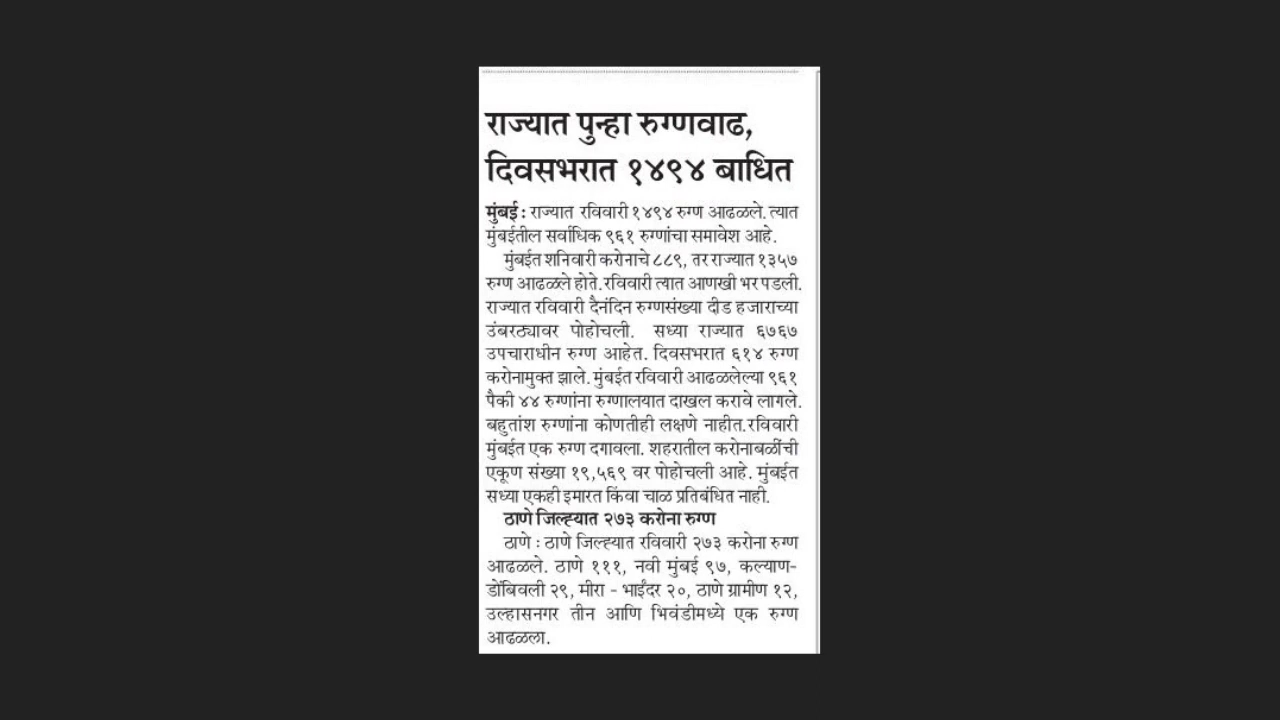 राज्यात पुन्हा रुग्णवाढ,
दिवसभरात १४९४ बाधित
मुंबई : राज्यात रविवारी १४९४ रुग्ण आढळले. त्यात
मुंबईतील सर्वाधिक ९६१ रुग्णांचा समावेश आहे.
मुंबईत शनिवारी करोनाचे ८८९, तर राज्यात १३५७
रुग्ण आढळले होते. रविवारी त्यात आणखी भर पडली.
राज्यात रविवारी दैनंदिन रुग्णसंख्या दीड हजाराच्या
उंबरठ्यावर पोहोचली. सध्या राज्यात ६७६७
उपचाराधीन रुग्ण आहेत. दिवसभरात ६१४ रुग्ण
करोनामुक्त झाले. मुंबईत रविवारी आढळलेल्या ९६१
पैकी ४४ रुग्णांना रुग्णालयात दाखल करावे लागले.
बहुतांश रुग्णांना कोणतीही लक्षणे नाहीत. रविवारी
मुंबईत एक रुग्ण दगावला. शहरातील करोनाबळींची
एकूण संख्या १९,५६९ वर पोहोचली आहे. मुंबईत
सध्या एकही इमारत किंवा चाळ प्रतिबंधित नाही.
ठाणे जिल्ह्यात २७३ करोना रुग्ण
ठाणे : ठाणे जिल्ह्यात रविवारी २७३ करोना रुग्ण
आढळले. ठाणे १११, नवी मुंबई ९७, कल्याण-
डोंबिवली २९, मीरा - भाईंदर २०, ठाणे ग्रामीण १२,
उल्हासनगर तीन आणि भिवंडीमध्ये एक रुग्ण
आढळला.